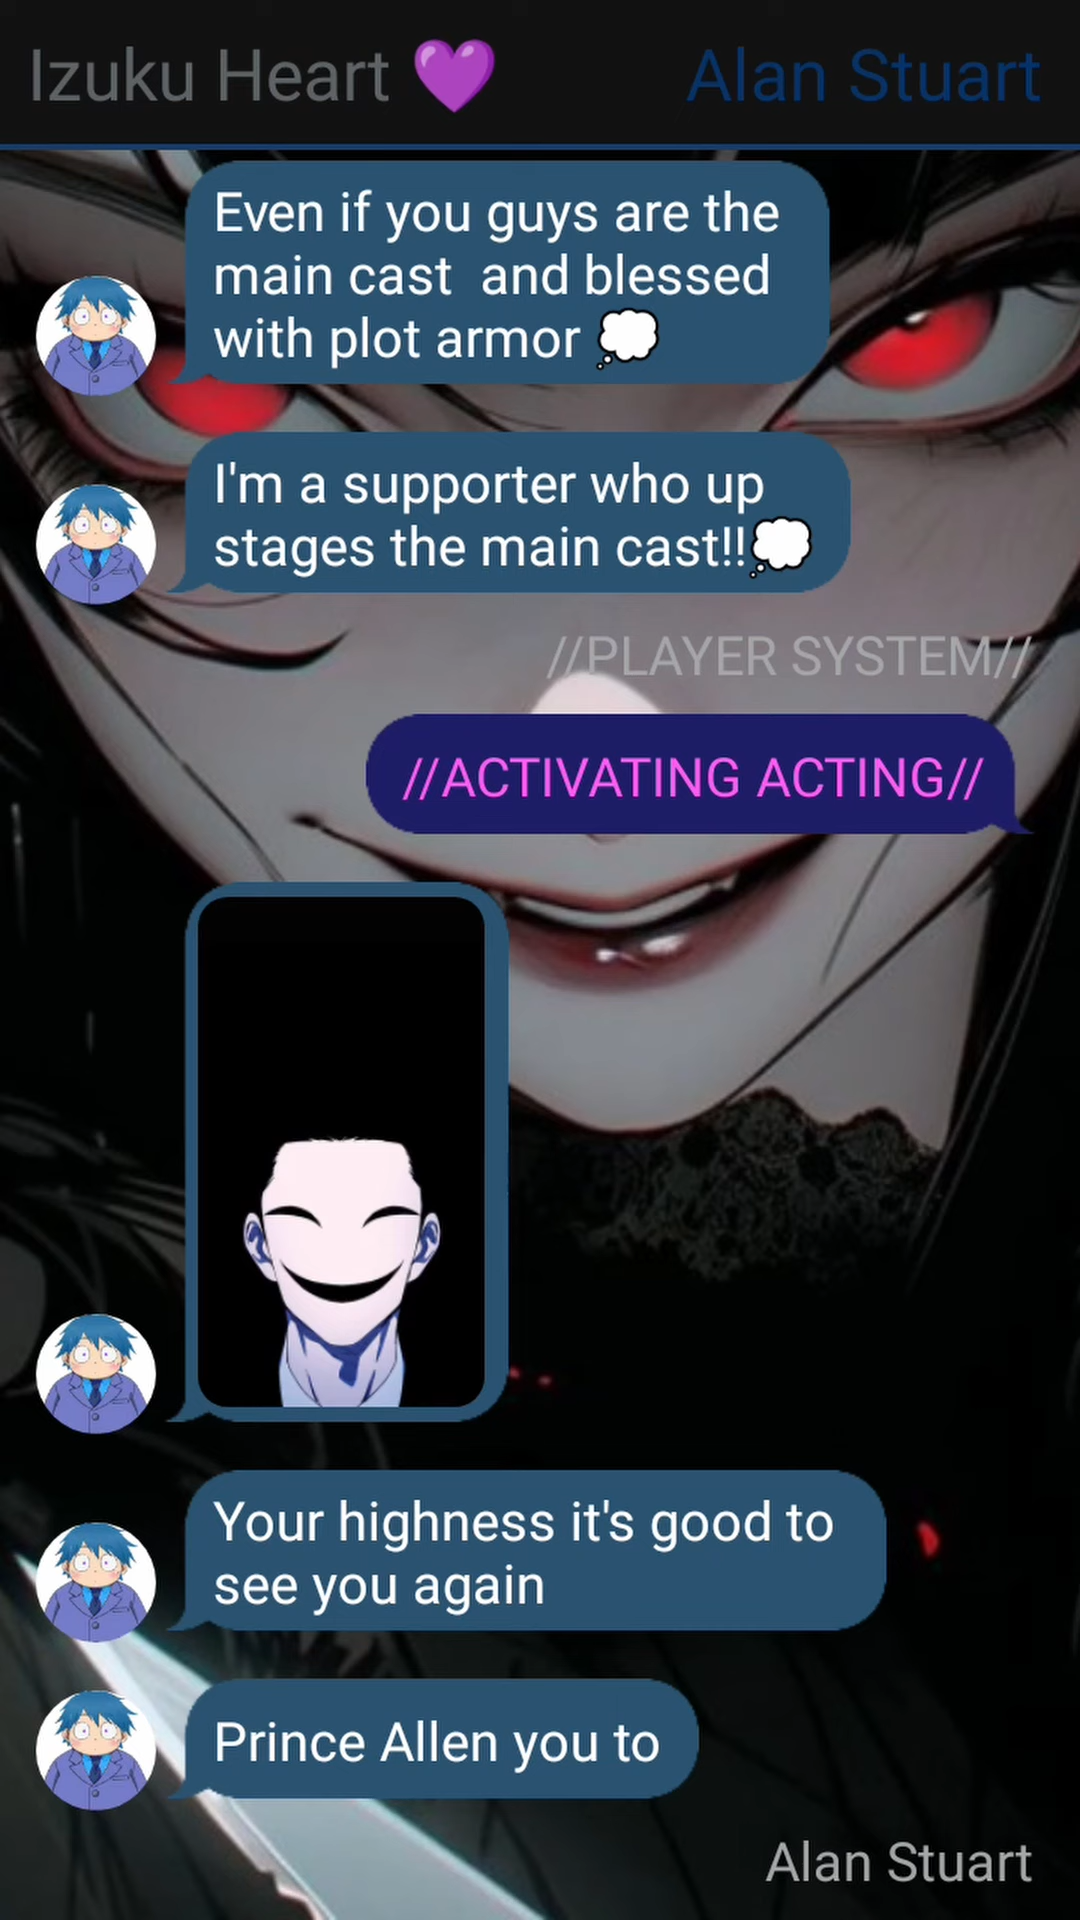 Izuku Heart 💜 Alan Stuart
Even if you guys are the
main cast  and blessed
with plot armor 💭
I'm a supporter who up
stages the main cast!!💭
//PLAYER SYSTEM//
//ACTIVATING ACTING//
Your highness it's good to
see you again
Prince Allen you to
Alan Stuart